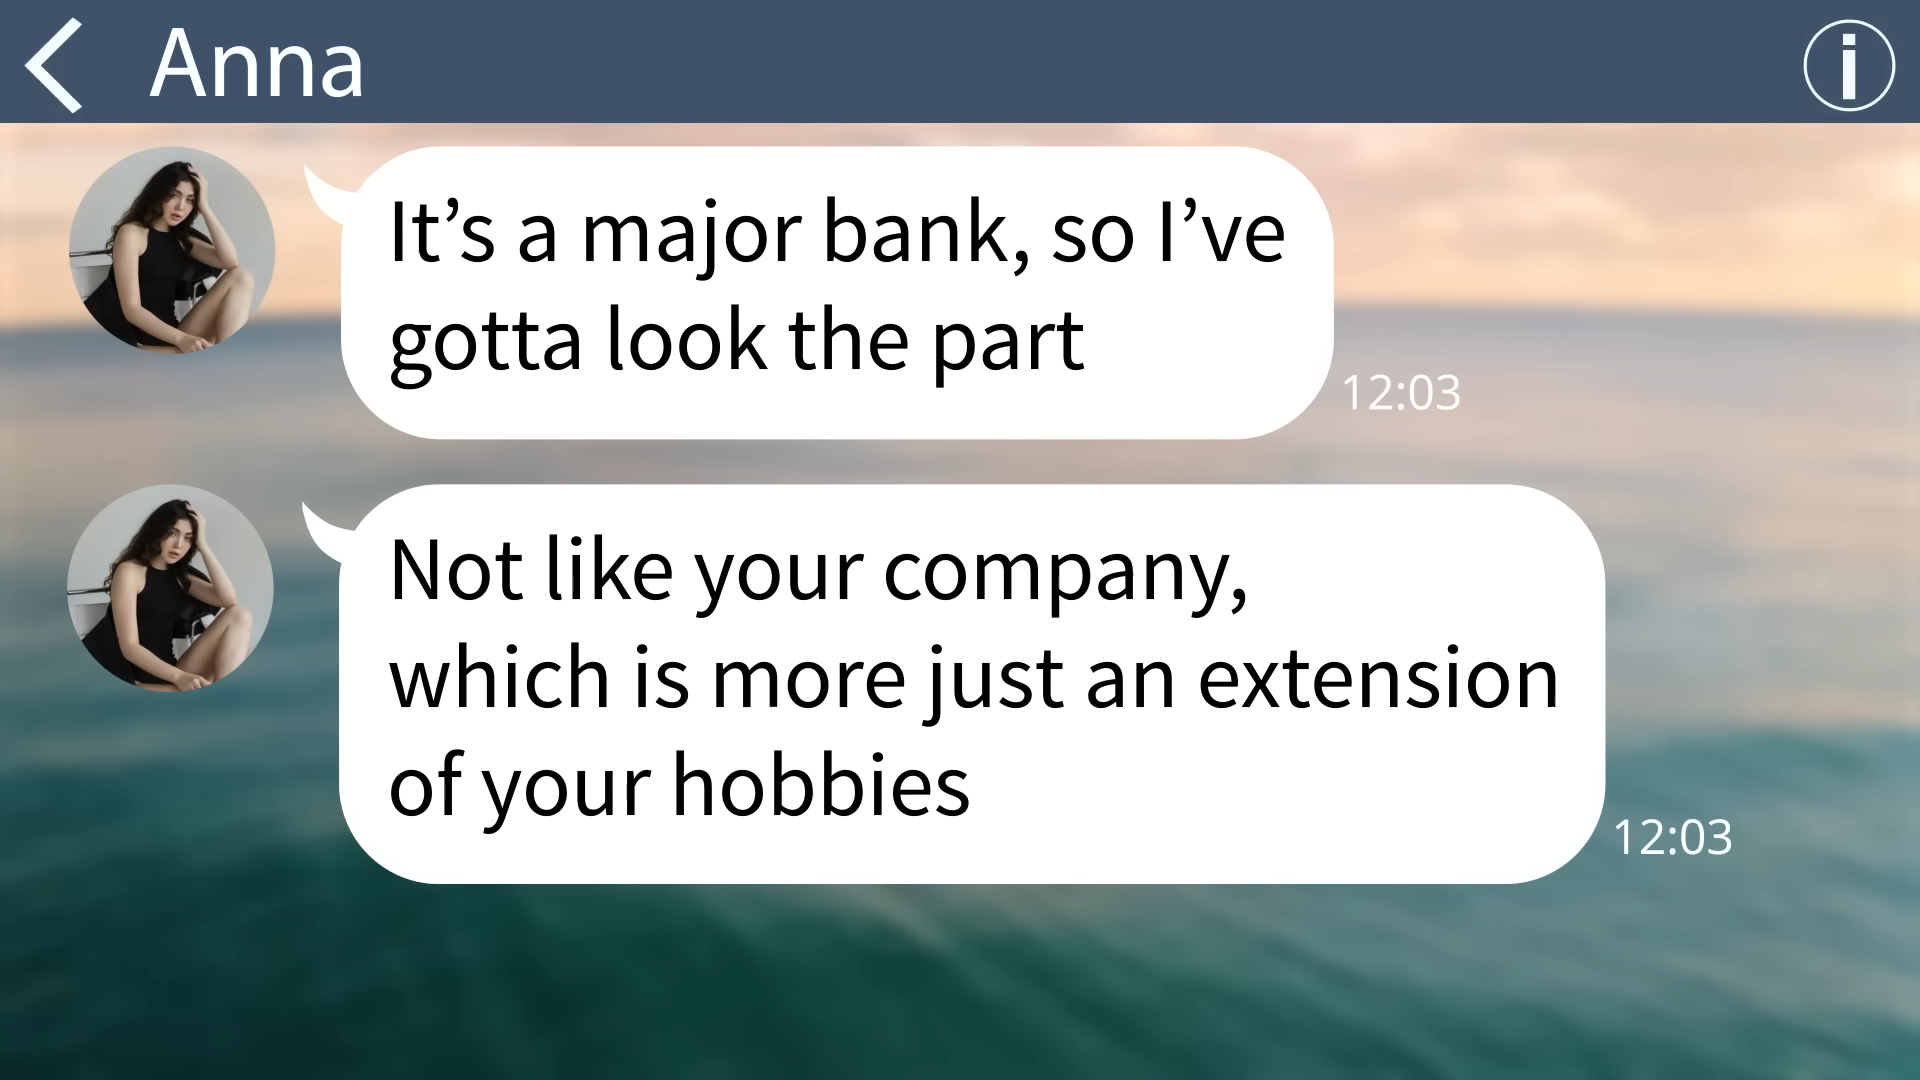 Anna
It’s a major bank, so I’ve
gotta look the part
12:03
Not like your company,
which is more just an extension
of your hobbies
12:03